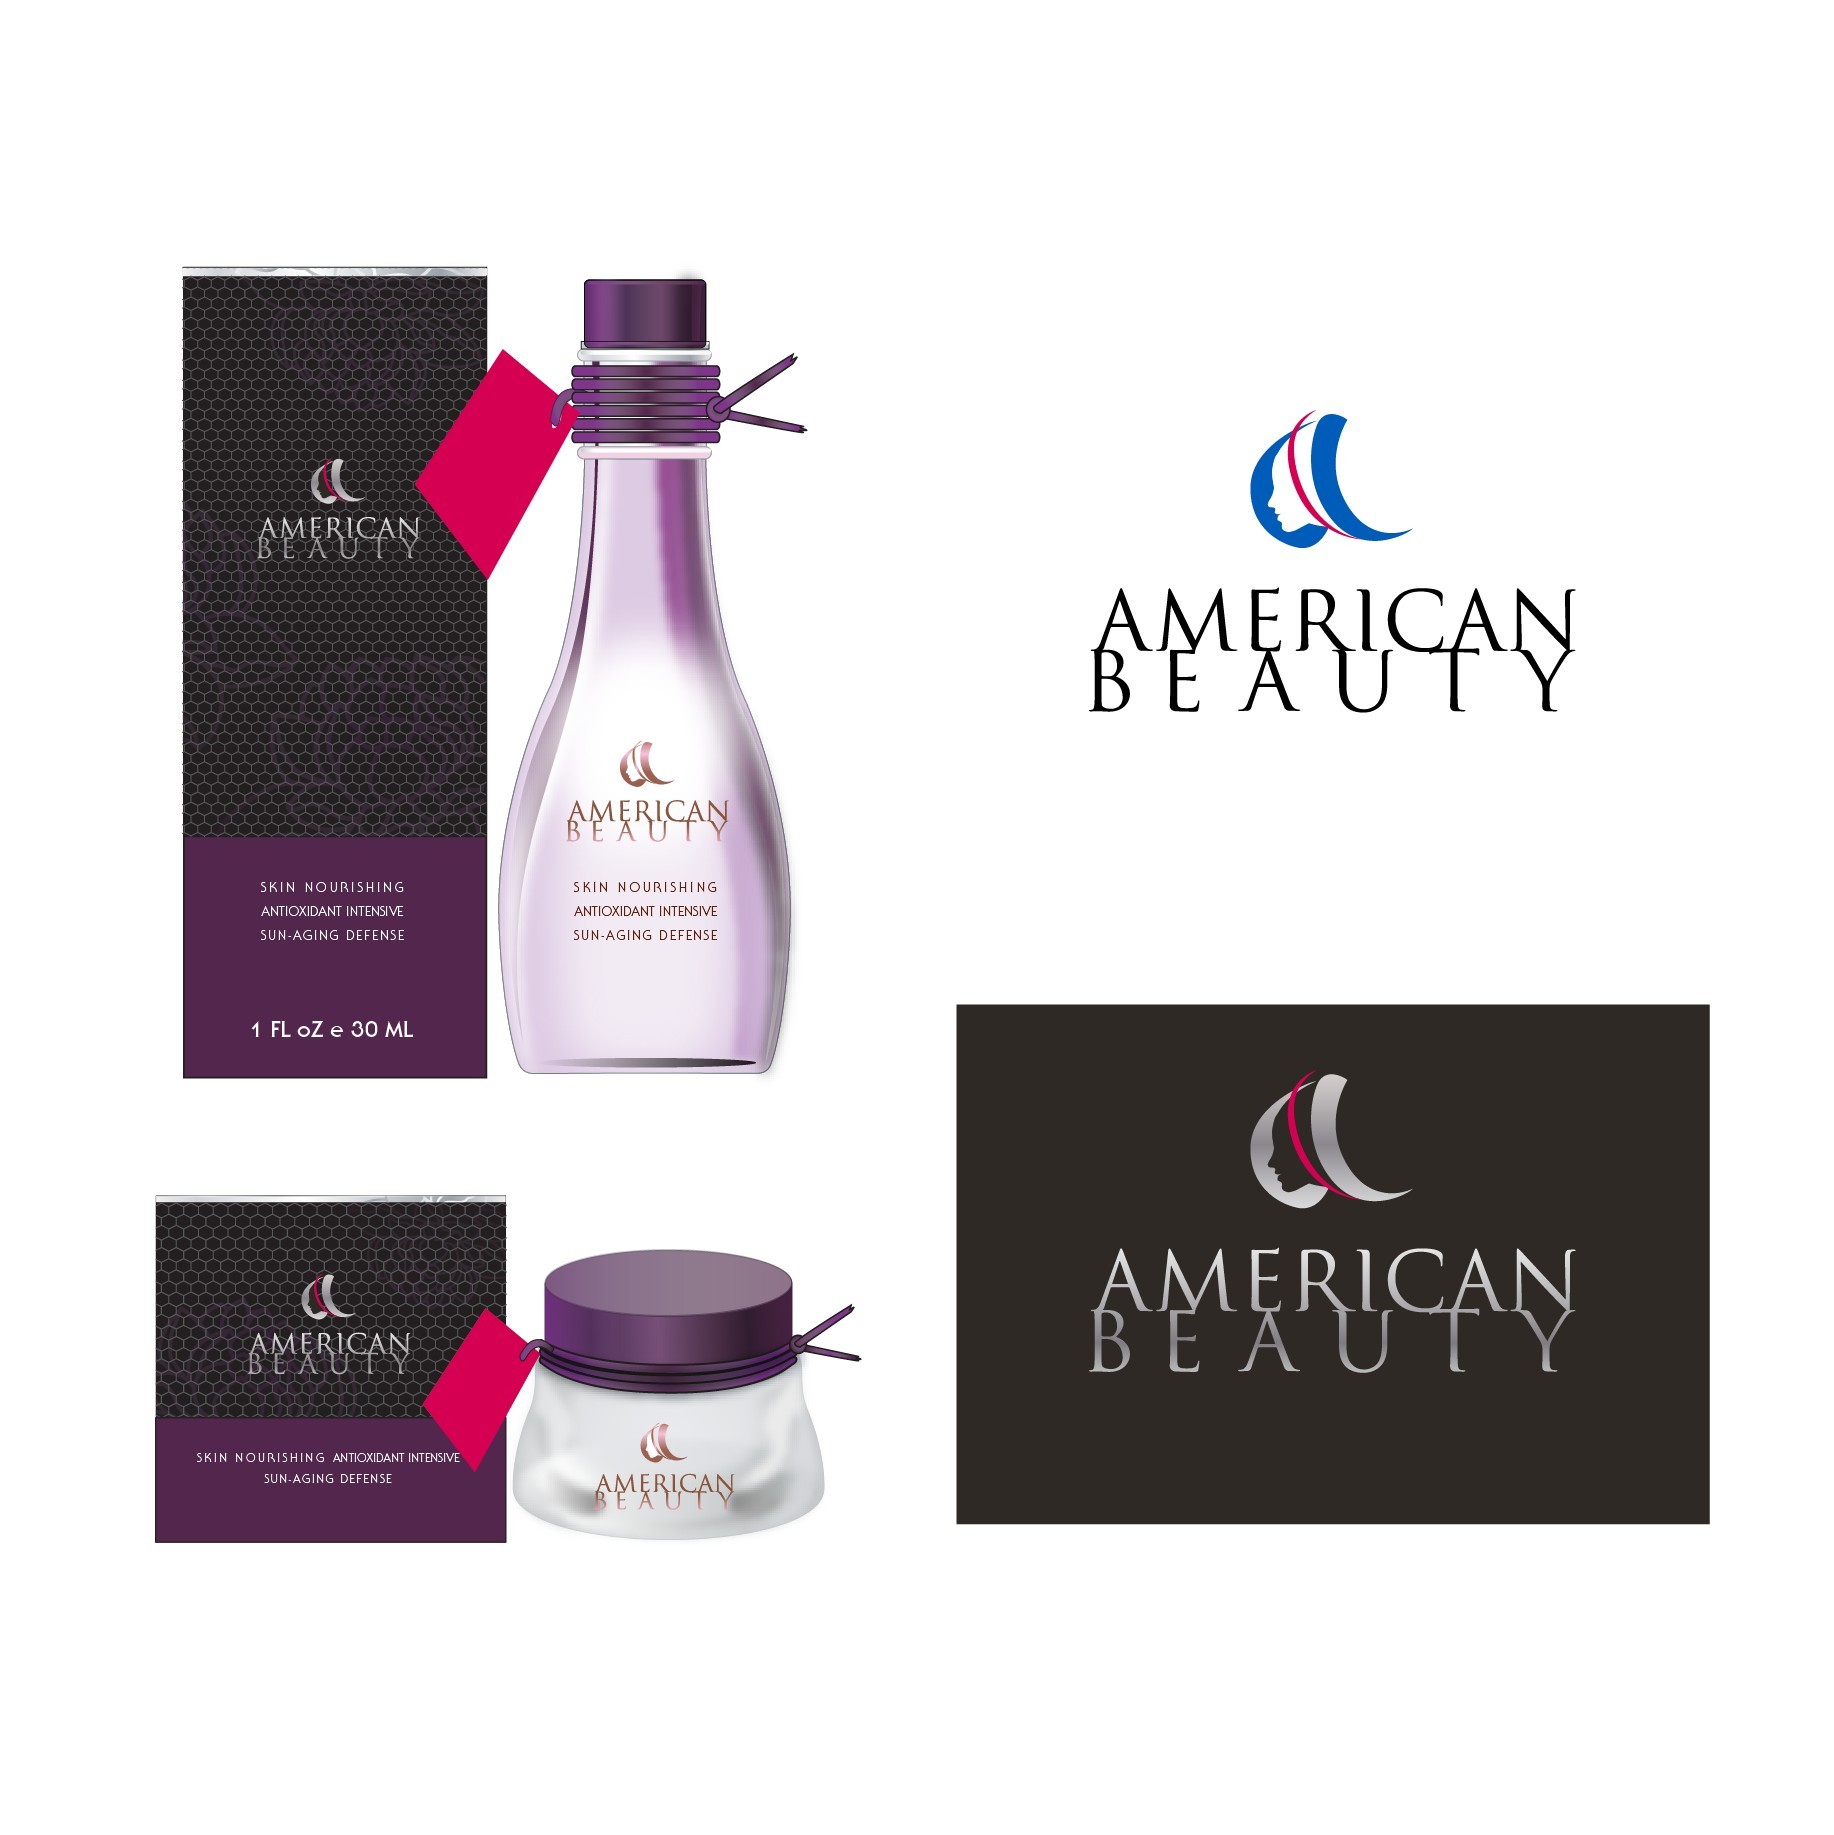 AMERICAN
BEAUTY
SKIN NOURISHING
ANTIOXIDANT INTENSIVE
SUN-AGING DEFENSE
1 FL oZ e 30 ML
AMERICAN
BEAUTY
SKIN NOURISHING
ANTIOXIDANT INTENSIVE
SUN-AGING DEFENSE
AMERICAN
BEAUTY
AMERICAN
BEAUTY
SKIN NOURISHING ANTIOXIDANT INTENSIVE
SUN-AGING DEFENSE
AMERICAN
BEAUTY
AMERICAN
BEAUTY